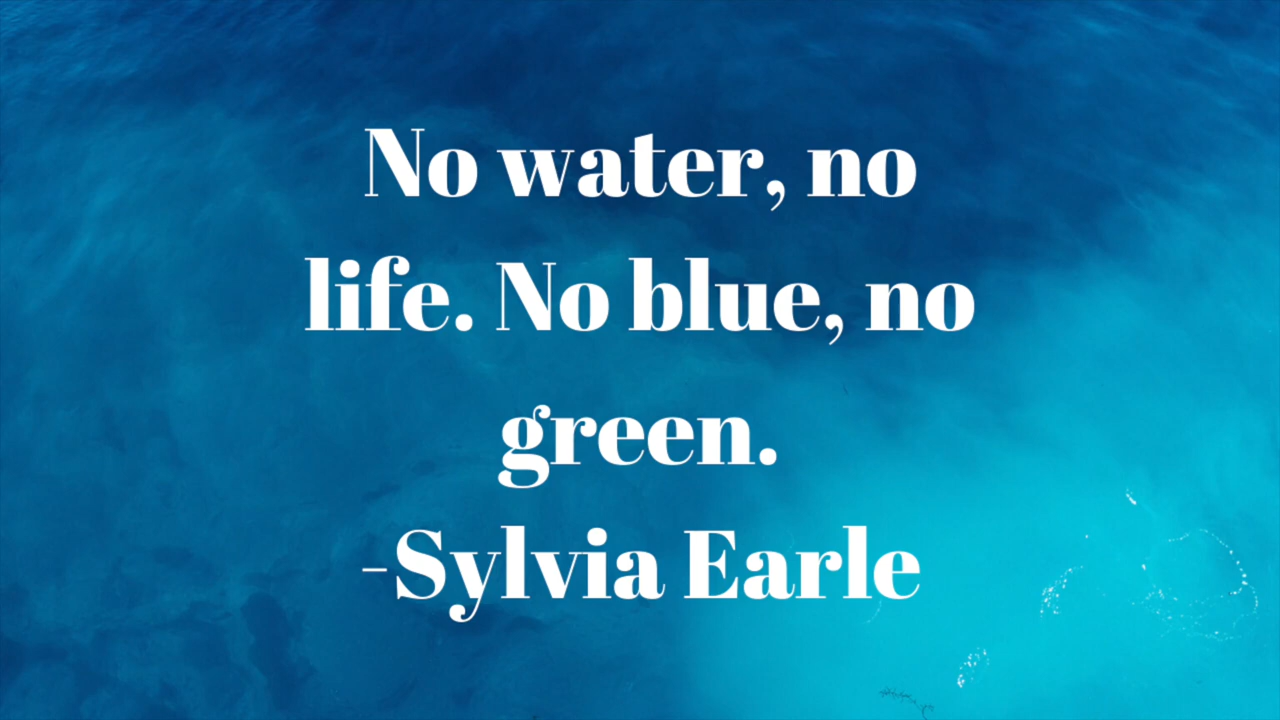 No water, no
life. No blue, no
green.
-Sylvia Earle